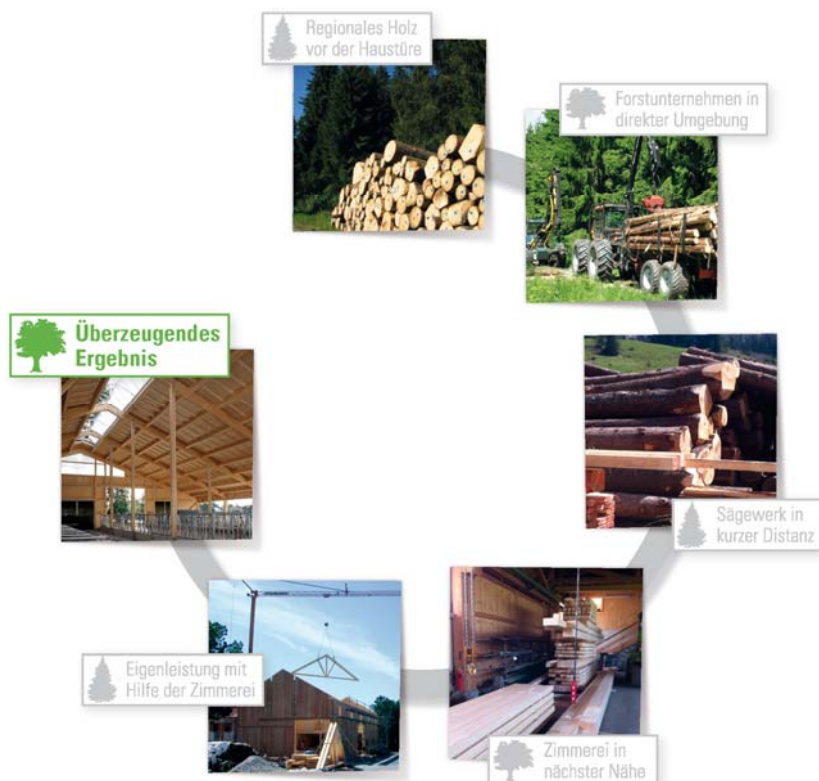 Regionales Holz
vor der Haustüre
Forstunternehmen in
direkter Umgebung
Überzeugendes
Ergebnis
Sägewerk in
kurzer Distanz
Eigenleistung mit
Hilfe der Zimmerei
Zimmerei in
nächster Nähe